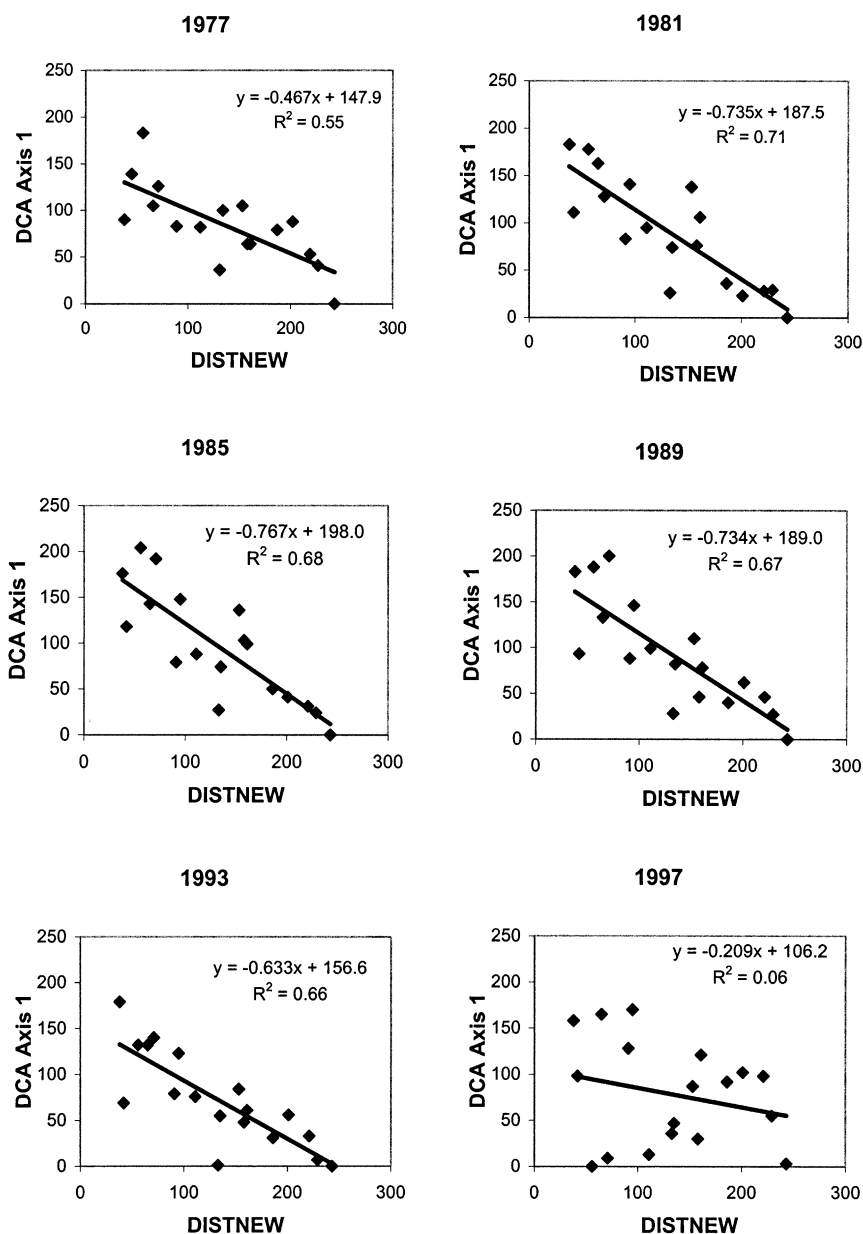 1977
250
200
150
100
50
0
DCA Axis 1
y = -0.467x + 147.9
R² = 0.55
0 100 200 300
DISTNEW
1981
250
200
150
100
50
0
DCA Axis 1
y = -0.735x + 187.5
R² = 0.71
0 100 200 300
DISTNEW
1985
250
200
150
100
50
0
DCA Axis 1
y = -0.767x + 198.0
R² = 0.68
0 100 200 300
DISTNEW
1989
250
200
150
100
50
0
DCA Axis 1
y = -0.734x + 189.0
R² = 0.67
0 100 200 300
DISTNEW
1993
250
200
150
100
50
0
DCA Axis 1
y = -0.633x + 156.6
R² = 0.66
0 100 200 300
DISTNEW
1997
250
200
150
100
50
0
DCA Axis 1
y = -0.209x + 106.2
R² = 0.06
0 100 200 300
DISTNEW